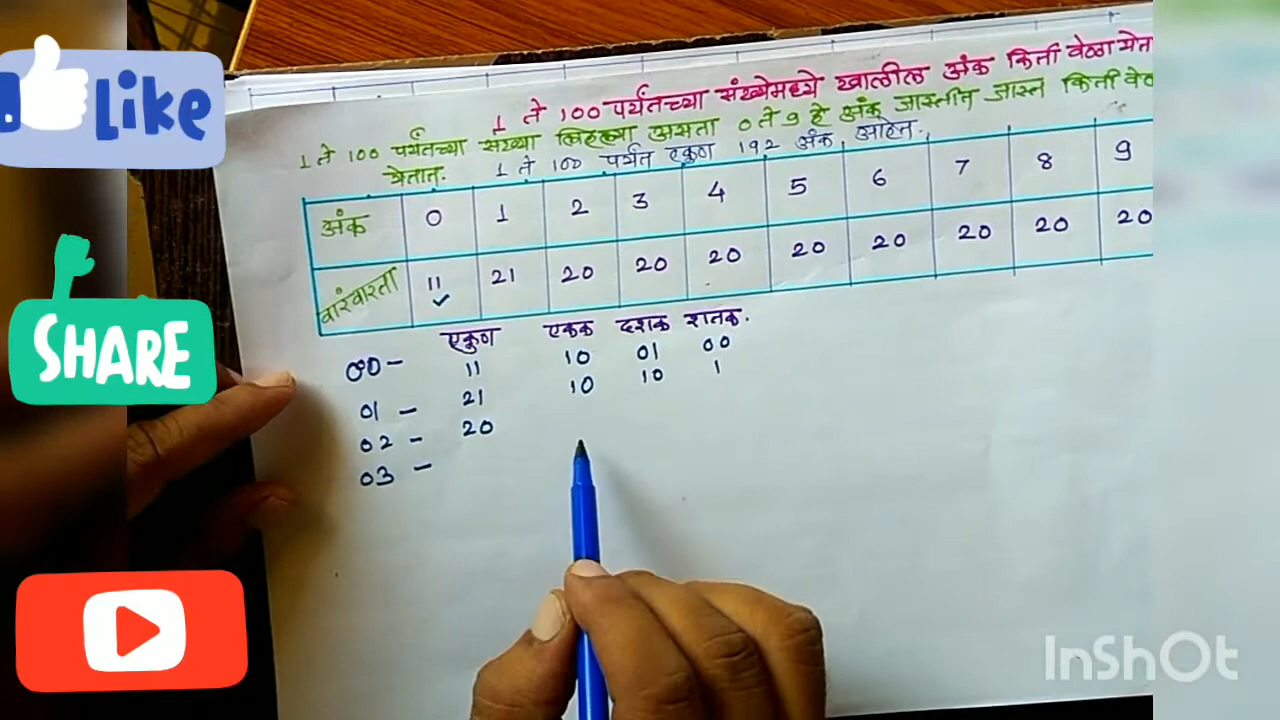 1 ते 100 पर्यंतच्या संख्येमध्ये खालील अंक किती वेळा येता
1 ते 100 पर्यंतच्या संख्या लिहल्या असता 0 ते 9 हे अंक जास्तीत जास्त किती वेळ
येतात. 1 ते 100 पर्यंत एकुण 192 अंक आहेत.
अंक 0 1 2 3 4 5 6 7 8 9
वारंवारता 11 21 20 20 20 20 20 20 20 20
एकुण एकक दशक शतक.
00 - 11 10 01 00
01 - 21 10 10 1
02 - 20
03 -
Like
SHARE
InShOt